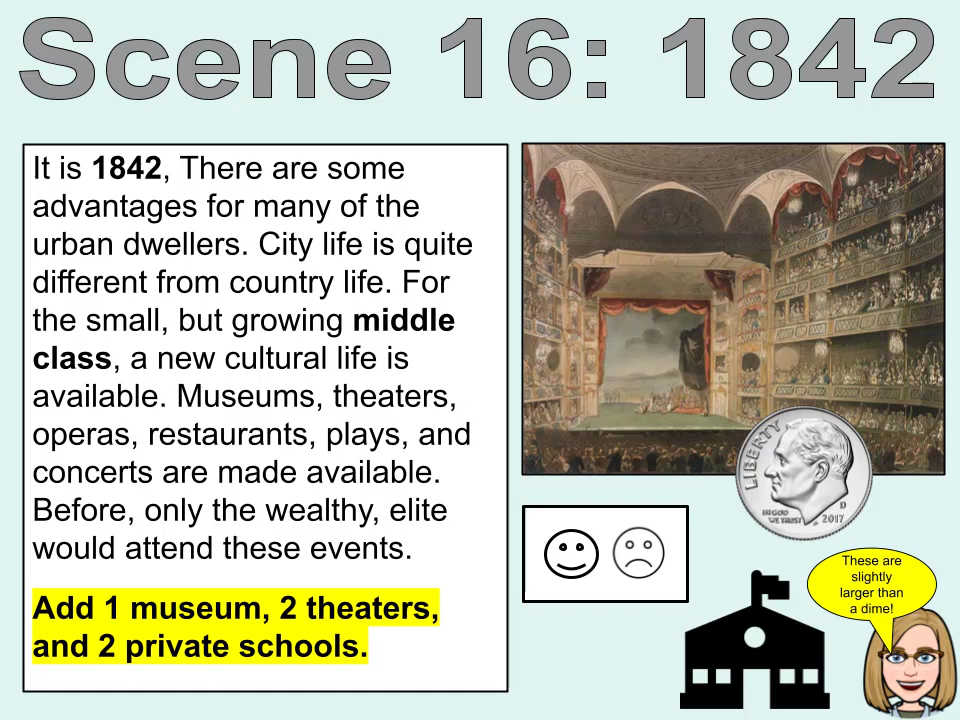 Scene 16: 1842
It is 1842, There are some
advantages for many of the
urban dwellers. City life is quite
different from country life. For
the small, but growing middle
class, a new cultural life is
available. Museums, theaters,
operas, restaurants, plays, and
concerts are made available.
Before, only the wealthy, elite
would attend these events.
Add 1 museum, 2 theaters,
and 2 private schools.
LIBERTY
IN GOD
WE TRUST
D
2017
These are
slightly
larger than
a dime!